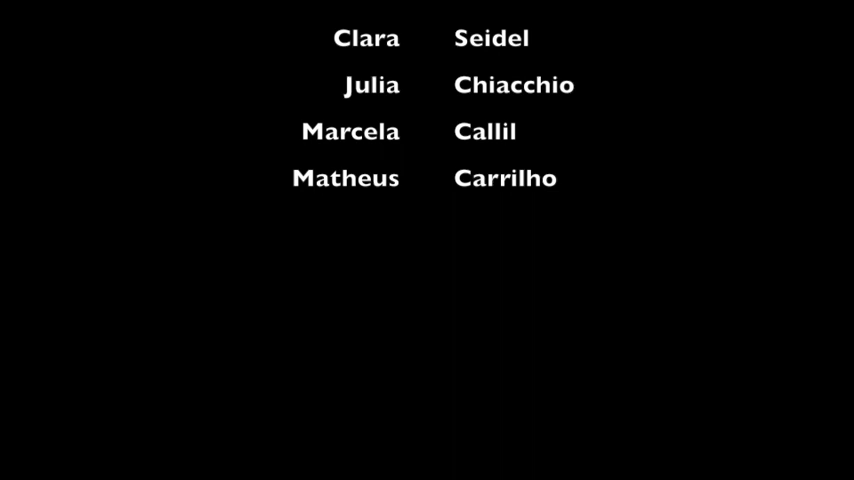 Clara Seidel
Julia Chiacchio
Marcela Callil
Matheus Carrilho